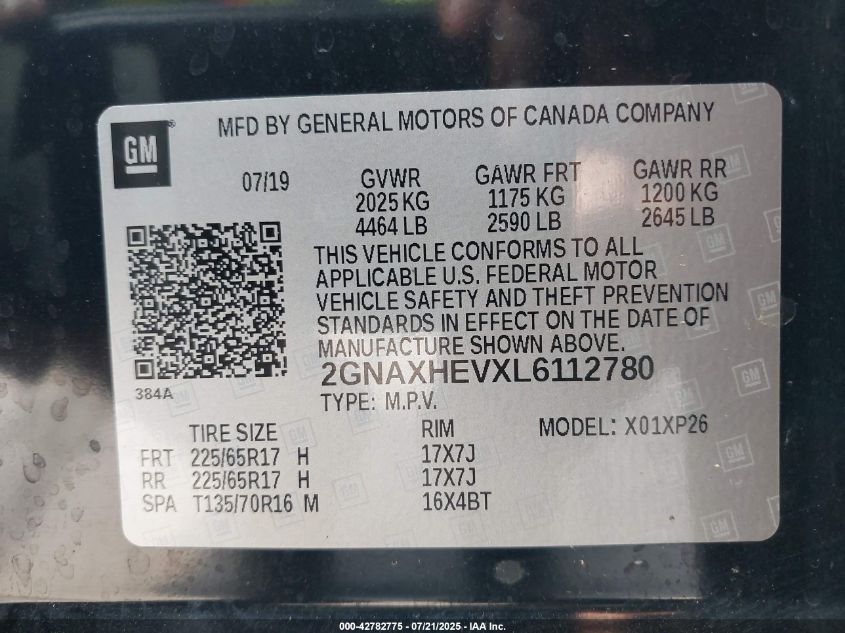 GM
MFD BY GENERAL MOTORS OF CANADA COMPANY
07/19 GVWR GAWR FRT GAWR RR
2025 KG 1175 KG 1200 KG
4464 LB 2590 LB 2645 LB
THIS VEHICLE CONFORMS TO ALL
APPLICABLE U.S. FEDERAL MOTOR
VEHICLE SAFETY AND THEFT PREVENTION
STANDARDS IN EFFECT ON THE DATE OF
MANUFACTURE SHOWN ABOVE.
2GNAXHEVXL6112780
384A
TYPE: M.P.V.
TIRE SIZE RIM MODEL: X01XP26
FRT 225/65R17 H 17X7J
RR 225/65R17 H 17X7J
SPA T135/70R16 M 16X4BT
000-42782775 - 07/21/2025 - IAA Inc.